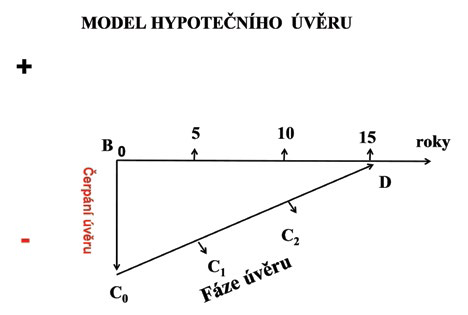 MODEL HYPOTEČNÍHO ÚVĚRU
+
5 10 15 roky
B 0
Čerpání úvěru
D
-
C2
C1
Fáze úvěru
C0